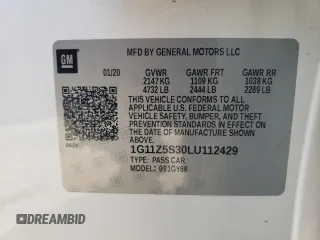 GM
MFD BY GENERAL MOTORS LLC
01/20 GVWR GAWR FRT GAWR RR
2147 KG 1109 KG 1038 KG
4732 LB 2444 LB 2289 LB
THIS VEHICLE CONFORMS TO ALL
APPLICABLE U.S. FEDERAL MOTOR
VEHICLE SAFETY, BUMPER, AND THEFT
PREVENTION STANDARDS IN EFFECT ON
THE DATE OF MANUFACTURE SHOWN ABOVE.
1G11Z5S30LU112429
TYPE: PASS CAR
MODEL:
DREAMBID
DREAMBID.COM